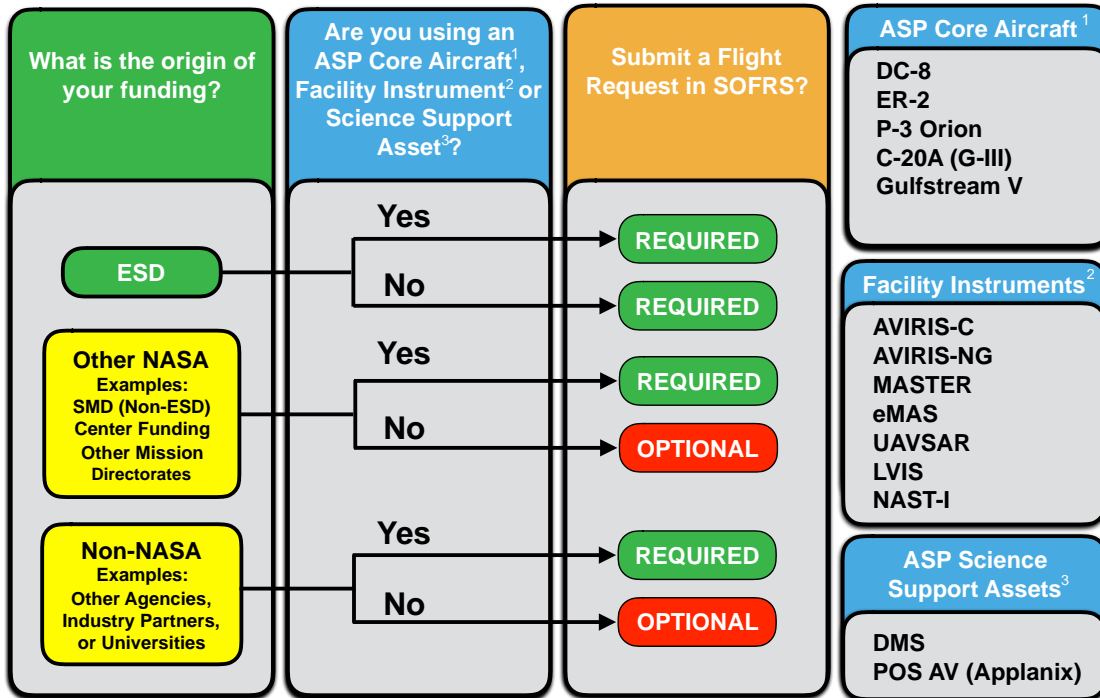 What is the origin of
your funding?
Are you using an
ASP Core Aircraft1,
Facility Instrument2 or
Science Support
Asset3?
Submit a Flight
Request in SOFRS?
ESD
Yes
REQUIRED
No
REQUIRED
Other NASA
Examples:
SMD (Non-ESD)
Center Funding
Other Mission
Directorates
Yes
REQUIRED
No
OPTIONAL
Non-NASA
Examples:
Other Agencies,
Industry Partners,
or Universities
Yes
REQUIRED
No
OPTIONAL
ASP Core Aircraft 1
DC-8
ER-2
P-3 Orion
C-20A (G-III)
Gulfstream V
Facility Instruments2
AVIRIS-C
AVIRIS-NG
MASTER
eMAS
UAVSAR
LVIS
NAST-I
ASP Science
Support Assets3
DMS
POS AV (Applanix)